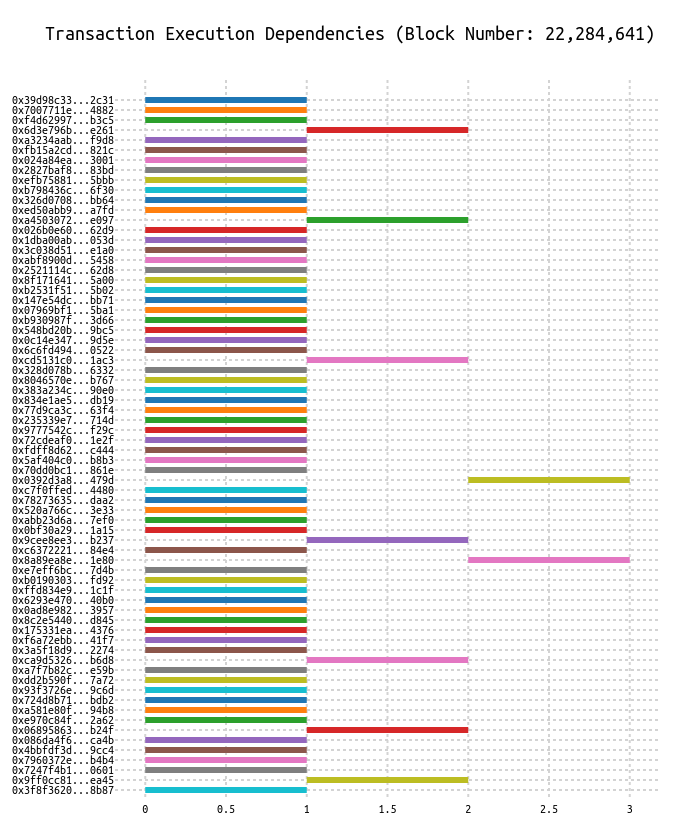 Transaction Execution Dependencies (Block Number: 22,284,641)
0x39d98c33...2c31
0x7007711e...4882
0xf4d62997...b3c5
0x6d3e796b...e261
0xa3234aab...f9d8
0xfb15a2cd...821c
0x024a84ea...3001
0x2827baf8...83bd
0xefb75881...5bbb
0xb798436c...6f30
0x326d0708...bb64
0xed50abb9...a7fd
0xa4503072...e097
0x026b0e60...62d9
0x1dba00ab...053d
0x3c038d51...e1a0
0xabf8900d...5458
0x2521114c...62d8
0x8f171641...5a00
0xb2531f51...5b02
0x147e54dc...bb71
0x07969bf1...5ba1
0xb930987f...3d66
0x548bd20b...9bc5
0x0c14e347...9d5e
0x6c6fd494...0522
0xcd5131c0...1ac3
0x328d078b...6332
0x8046570e...b767
0x383a234c...90e0
0x834e1ae5...db19
0x77d9ca3c...63f4
0x235339e7...714d
0x9777542c...f29c
0x72cdeaf0...1e2f
0xfdff8d62...c444
0x5af404c0...b8b3
0x70dd0bc1...861e
0x0392d3a8...479d
0xc7f0ffed...4480
0x78273635...daa2
0x520a766c...3e33
0xabb23d6a...7ef0
0x0bf30a29...1a15
0x9cee8ee3...b237
0xc6372221...84e4
0x8a89ea8e...1e80
0xe7eff6bc...7d4b
0xb0190303...fd92
0xffd834e9...1c1f
0x6293e470...40b0
0x0ad8e982...3957
0x8c2e5440...d845
0x175331ea...4376
0xf6a72ebb...41f7
0x3a5f18d9...2274
0xca9d5326...b6d8
0xa7f7b82c...e59b
0xdd2b590f...7a72
0x93f3726e...9c6d
0x724d8b71...bdb2
0xa581e80f...94b8
0xe970c84f...2a62
0x06895863...b24f
0x086da4f6...ca4b
0x4bbfdf3d...9cc4
0x7960372e...b4b4
0x7247f4b1...0601
0x9ff0cc81...ea45
0x3f8f3620...8b87
0 0.5 1 1.5 2 2.5 3